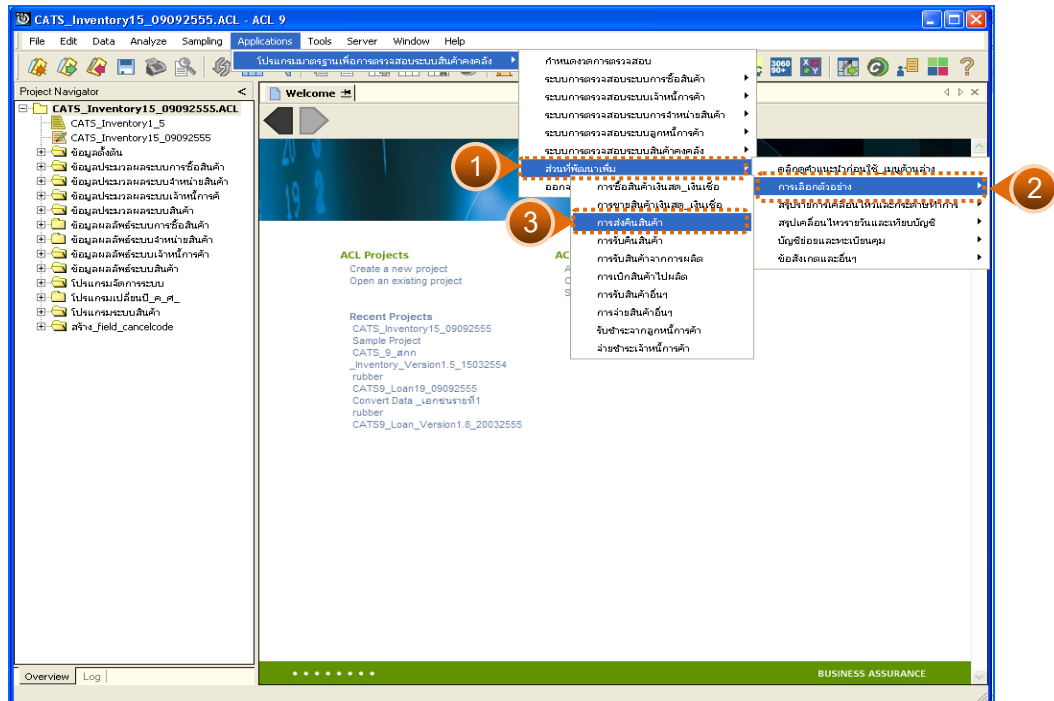 CATS_Inventory15_09092555.ACL - ACL 9
File Edit Data Analyze Sampling Applications Tools Server Window Help
โปรแกรมมาตรฐานเพื่อการตรวจสอบระบบสินค้าคงคลัง
กำหนดงวดการตรวจสอบ
ระบบการตรวจสอบระบบการซื้อสินค้า
ระบบการตรวจสอบระบบเจ้าหนี้การค้า
ระบบการตรวจสอบระบบการจำหน่ายสินค้า
ระบบการตรวจสอบระบบลูกหนี้การค้า
ระบบการตรวจสอบระบบสินค้าคงคลัง
ส่วนที่พัฒนาเพิ่ม
ออกจ
1
คลิกดูคำแนะนำก่อนใช้_เมนูด้านล่าง
การเลือกตัวอย่าง
สรุปรายการเคลื่อนไหวและกระดาษทำการ
สรุปเคลื่อนไหวรายวันและเทียบบัญชี
บัญชีย่อยและทะเบียนคุม
ข้อสังเกตและอื่นๆ
2
การซื้อสินค้าเงินสด_เงินเชื่อ
การขายสินค้าเงินสด_เงินเชื่อ
การส่งคืนสินค้า
การรับคืนสินค้า
การรับสินค้าจากการผลิต
การเบิกสินค้าไปผลิต
การรับสินค้าอื่นๆ
การจ่ายสินค้าอื่นๆ
รับชำระจากลูกหนี้การค้า
จ่ายชำระเจ้าหนี้การค้า
3
Project Navigator <
CATS_Inventory15_09092555.ACL
CATS_Inventory1_5
CATS_Inventory15_09092555
ข้อมูลตั้งต้น
ข้อมูลประมวลผลระบบการซื้อสินค้า
ข้อมูลประมวลผลระบบจำหน่ายสินค้า
ข้อมูลประมวลผลระบบเจ้าหนี้การค้
ข้อมูลประมวลผลระบบสินค้า
ข้อมูลผลลัพธ์ระบบการซื้อสินค้า
ข้อมูลผลลัพธ์ระบบจำหน่ายสินค้า
ข้อมูลผลลัพธ์ระบบเจ้าหนี้การค้า
ข้อมูลผลลัพธ์ระบบสินค้า
โปรแกรมจัดการระบบ
โปรแกรมเปลี่ยนปี_ค_ศ_
โปรแกรมระบบสินค้า
สร้าง_field_cancelcode
Welcome
ACL Projects
Create a new project
Open an existing project
Recent Projects
CATS_Inventory15_09092555
Sample Project
CATS_9_สกก
_Inventory_Version1.5_15032554
rubber
CATS9_Loan19_09092555
Convert Data _เอกชนรายที่1
rubber
CATS9_Loan_Version1.8_20032555
AC
BUSINESS ASSURANCE
Overview Log